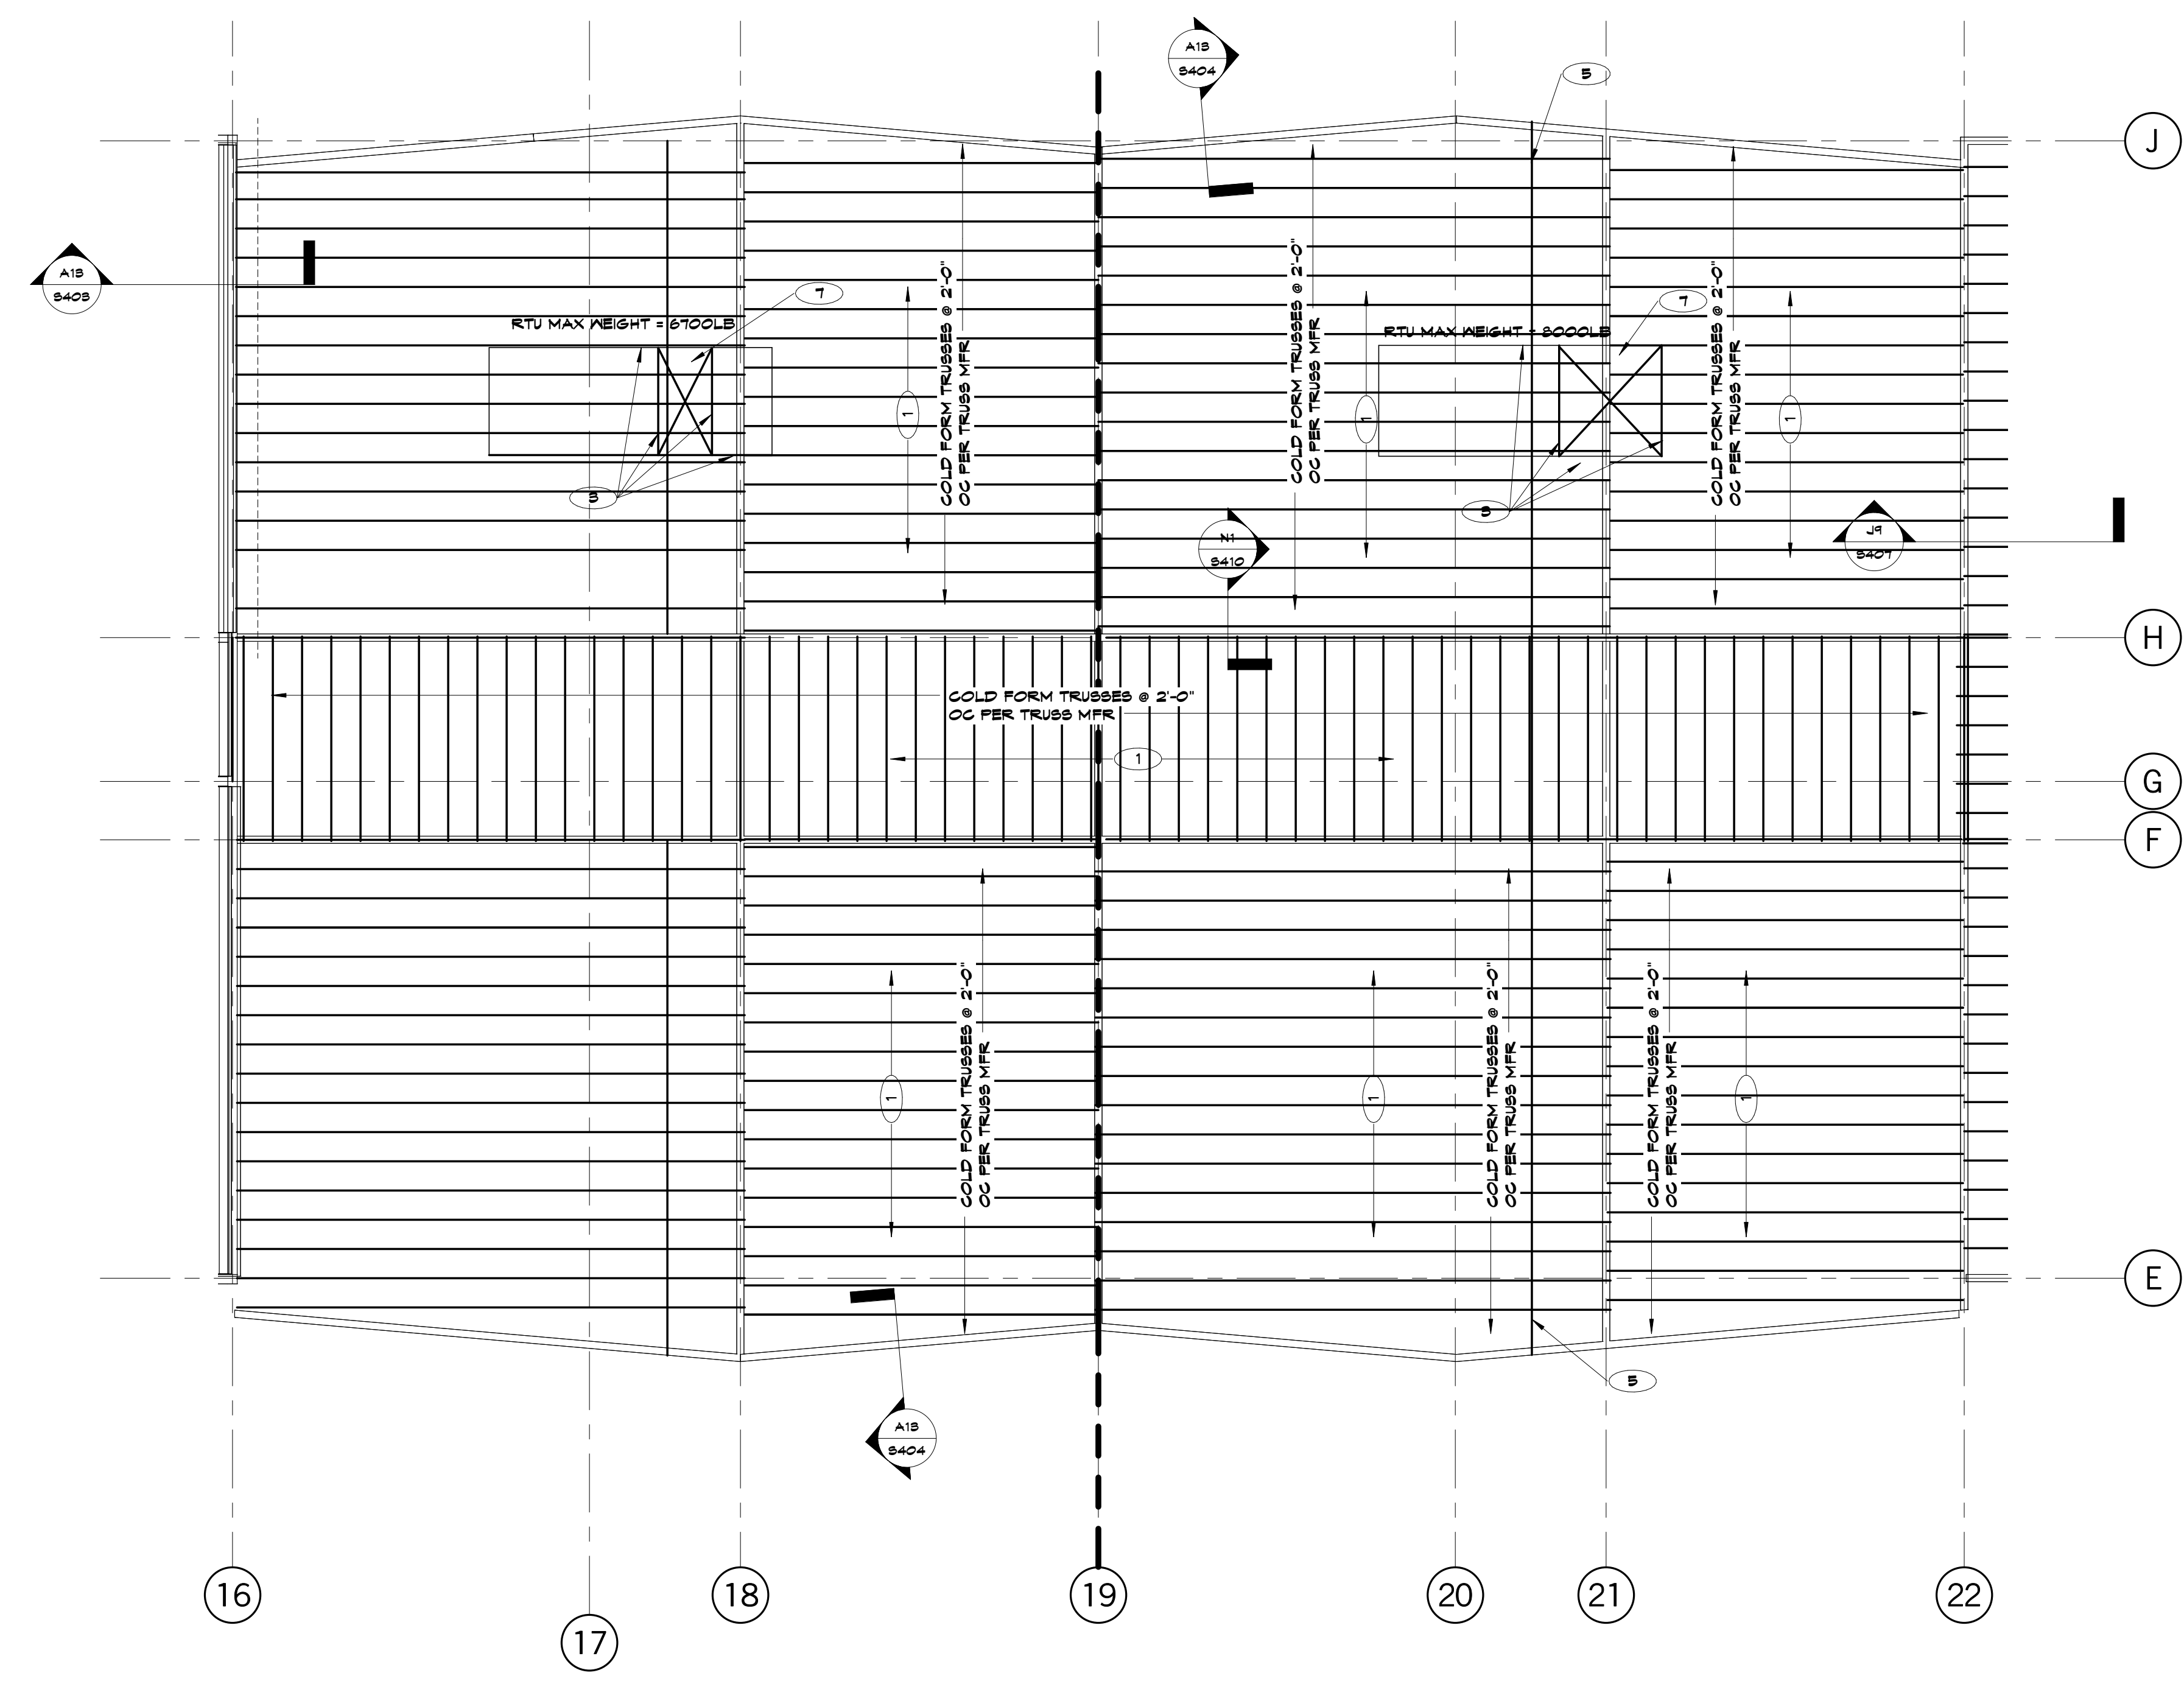 A13
S404
5
J
A13
S403
7
7
RTU MAX WEIGHT = 6700LB
RTU MAX WEIGHT = 8000LB
COLD FORM TRUSSES @ 2'-0"
OC PER TRUSS MFR
COLD FORM TRUSSES @ 2'-0"
OC PER TRUSS MFR
COLD FORM TRUSSES @ 2'-0"
OC PER TRUSS MFR
1
1
1
3
3
N1
S410
J9
S407
H
COLD FORM TRUSSES @ 2'-0"
OC PER TRUSS MFR
1
G
F
COLD FORM TRUSSES @ 2'-0"
OC PER TRUSS MFR
COLD FORM TRUSSES @ 2'-0"
OC PER TRUSS MFR
COLD FORM TRUSSES @ 2'-0"
OC PER TRUSS MFR
1
1
1
E
5
A13
S404
16
17
18
19
20
21
22